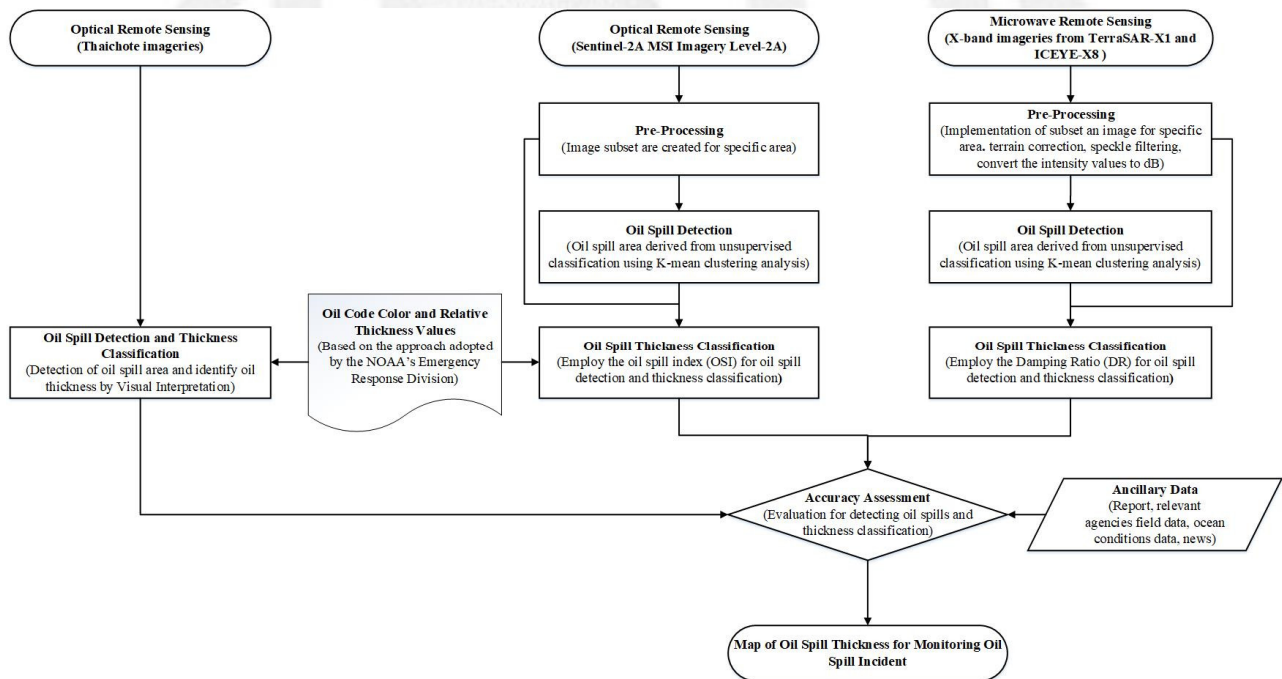 Optical Remote Sensing
(Thaichote imageries)
Optical Remote Sensing
(Sentinel-2A MSI Imagery Level-2A)
Microwave Remote Sensing
(X-band imageries from TerraSAR-X1 and
ICEYE-X8 )
Pre-Processing
(Image subset are created for specific area)
Pre-Processing
(Implementation of subset an image for specific
area. terrain correction, speckle filtering,
convert the intensity values to dB)
Oil Spill Detection
(Oil spill area derived from unsupervised
classification using K-mean clustering analysis)
Oil Spill Detection
(Oil spill area derived from unsupervised
classification using K-mean clustering analysis)
Oil Spill Detection and Thickness
Classification
(Detection of oil spill area and identify oil
thickness by Visual Interpretation)
Oil Code Color and Relative
Thickness Values
(Based on the approach adopted
by the NOAA's Emergency
Response Division)
Oil Spill Thickness Classification
(Employ the oil spill index (OSI) for oil spill
detection and thickness classification)
Oil Spill Thickness Classification
(Employ the Damping Ratio (DR) for oil spill
detection and thickness classification)
Accuracy Assessment
(Evaluation for detecting oil spills and
thickness classification)
Ancillary Data
(Report, relevant
agencies field data, ocean
conditions data, news)
Map of Oil Spill Thickness for Monitoring Oil
Spill Incident